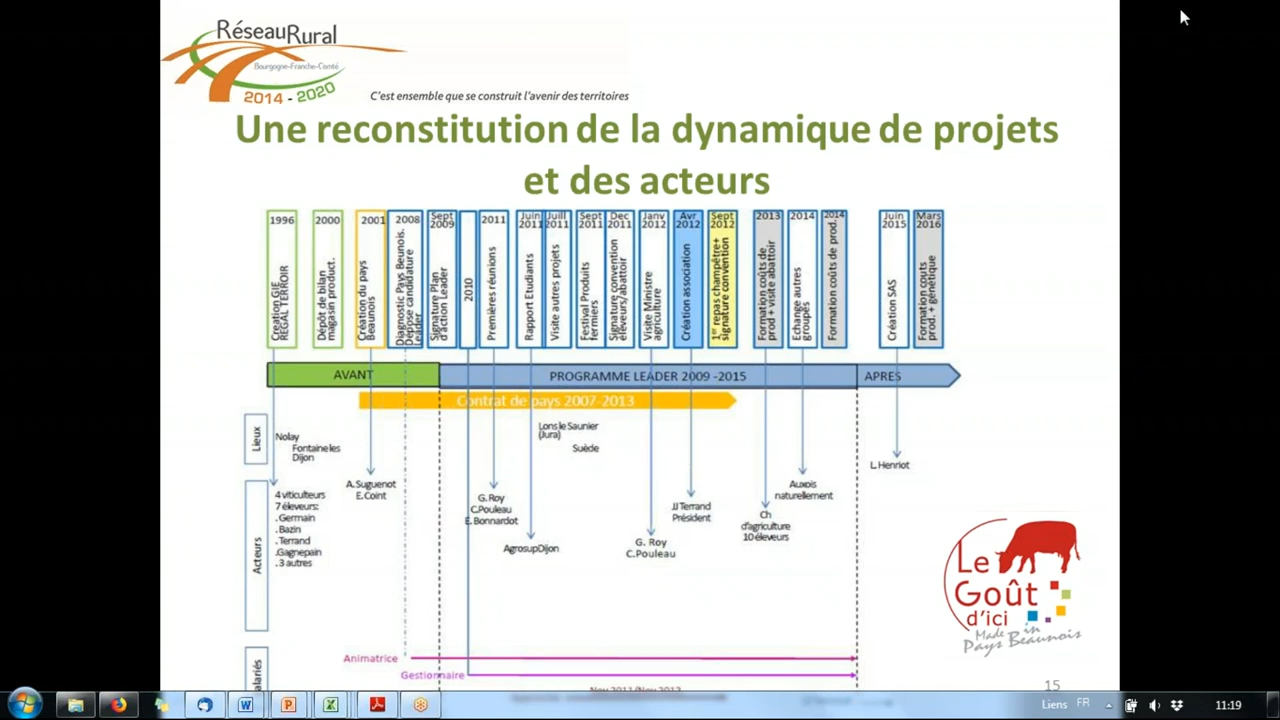 RéseauRural
Bourgogne-Franche-Comté
2014 - 2020
C'est ensemble que se construit l'avenir des territoires
Une reconstitution de la dynamique de projets
et des acteurs
1996
Creation GIE
REGAL TERROIR
2000
Dépôt de bilan
magasin product.
2001
Création du pays
Beaunois
2008
Diagnostic Pays Beunois.
Dépose candidature
Leader
Sept
2009
Signature Plan
d'action Leader
2010
2011
Premières réunions
Juin
2011
Rapport Etudiants
Juill
2011
Visite autres projets
Sept
2011
Festival Produits
fermiers
Dec
2011
Signature convention
éleveurs/abattoir
Janv
2012
Visite Ministre
agriculture
Avr
2012
Création association
Sept
2012
1er repas champêtre+
signature convention
2013
Formation coûts de
prod + visite abattoir
2014
Echange autres
groupes
2014
Formation coûts de prod.
Juin
2015
Création SAS
Mars
2016
Formation couts
prod. + génétique
AVANT
PROGRAMME LEADER 2009 -2015
APRES
Contrat de pays 2007-2013
Lieux
Nolay
Fontaine les
Dijon
Lons le Saunier
(Jura)
Suède
L. Henriot
Acteurs
4 viticulteurs
7 éleveurs:
. Germain
. Bazin
. Terrand
.Gagnepain
. 3 autres
A. Suguenot
E. Coint
G. Roy
C.Pouleau
E. Bonnardot
AgrosupDijon
G. Roy
C.Pouleau
JJ Terrand
Président
Ch
d'agriculture
10 éleveurs
Auxois
naturellement
Le
Goût
d'ici
Made in
Pays Beaunois
Animatrice
Gestionnaire
15
Liens
FR
11:19